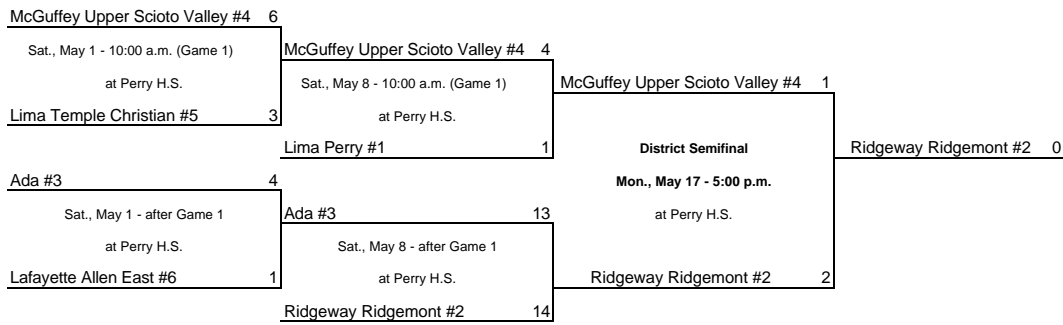 McGuffey Upper Scioto Valley #4 6
Sat., May 1 - 10:00 a.m. (Game 1)
McGuffey Upper Scioto Valley #4 4
at Perry H.S.
Sat., May 8 - 10:00 a.m. (Game 1)
McGuffey Upper Scioto Valley #4 1
Lima Temple Christian #5 3
at Perry H.S.
Lima Perry #1 1
District Semifinal
Ridgeway Ridgemont #2 0
Ada #3 4
Mon., May 17 - 5:00 p.m.
Sat., May 1 - after Game 1
Ada #3 13
at Perry H.S.
at Perry H.S.
Sat., May 8 - after Game 1
Lafayette Allen East #6 1
at Perry H.S.
Ridgeway Ridgemont #2 2
Ridgeway Ridgemont #2 14